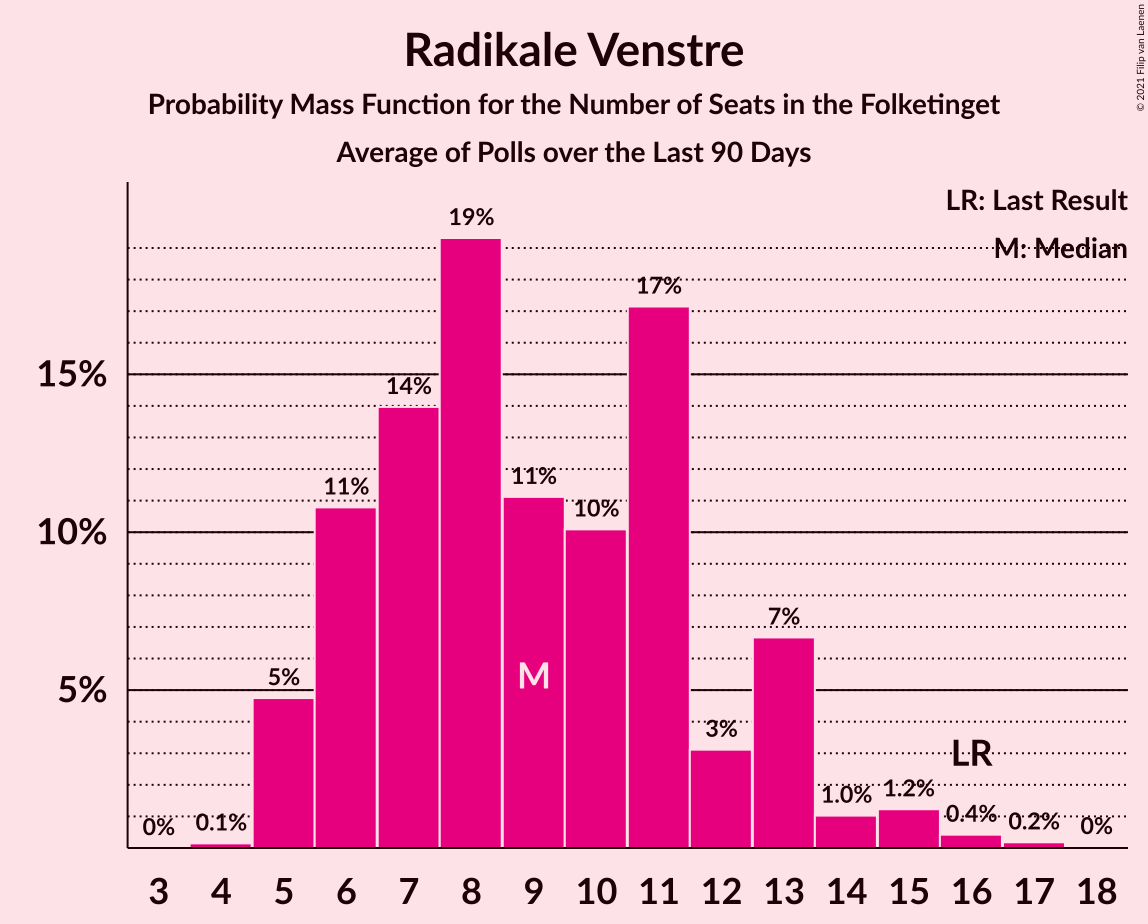 Radikale Venstre
Probability Mass Function for the Number of Seats in the Folketinget
Average of Polls over the Last 90 Days
© 2021 Filip van Laenen
LR: Last Result
M: Median
15%
10%
5%
0%
0.1%
5%
11%
14%
19%
11%
10%
17%
3%
7%
1.0%
1.2%
0.4%
0.2%
0%
M
LR
3 4 5 6 7 8 9 10 11 12 13 14 15 16 17 18